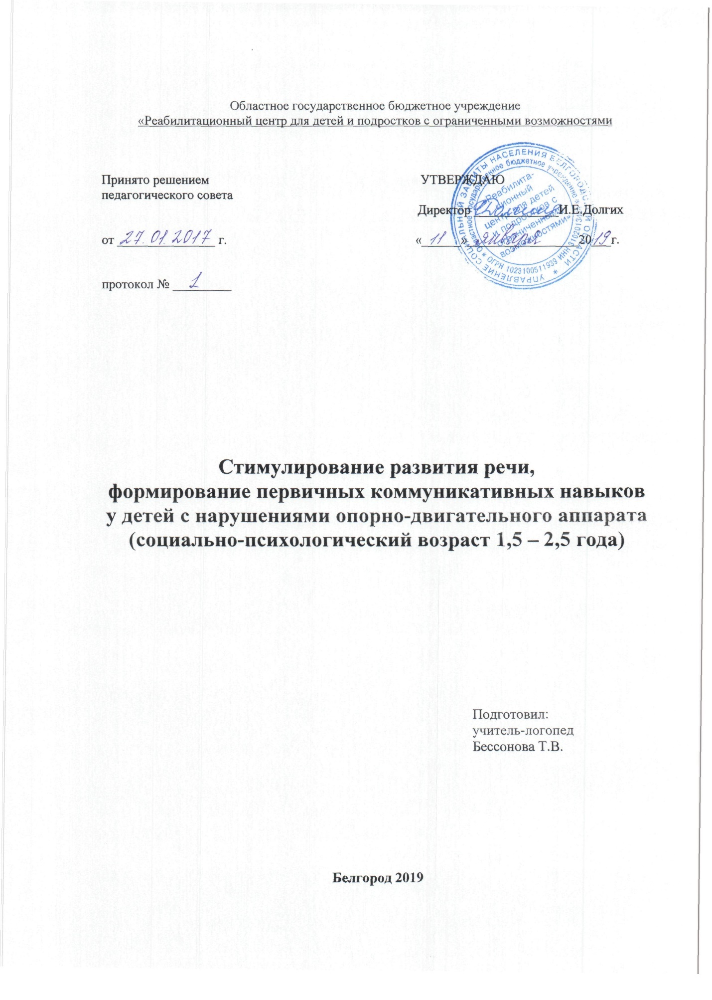 Областное государственное бюджетное учреждение
«Реабилитационный центр для детей и подростков с ограниченными возможностями
Принято решением
педагогического совета
от 27.01.2017 г.
протокол № 1
УТВЕРЖДАЮ
Директор И.Е.Долгих
«11» января 2019 г.
УПРАВЛЕНИЕ СОЦИАЛЬНОЙ ЗАЩИТЫ НАСЕЛЕНИЯ БЕЛГОРОДСКОЙ ОБЛАСТИ *
Областное государственное бюджетное учреждение *
* ОГРН 1023100511939 ИНН
«Реабилита-
ционный
центр для детей
и подростков с
ограниченными
возможностями»
Стимулирование развития речи,
формирование первичных коммуникативных навыков
у детей с нарушениями опорно-двигательного аппарата
(социально-психологический возраст 1,5 – 2,5 года)
Подготовил:
учитель-логопед
Бессонова Т.В.
Белгород 2019